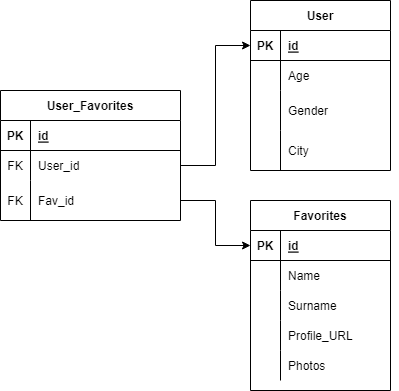 User
PK id
Age
Gender
City
User_Favorites
PK id
FK User_id
FK Fav_id
Favorites
PK id
Name
Surname
Profile_URL
Photos